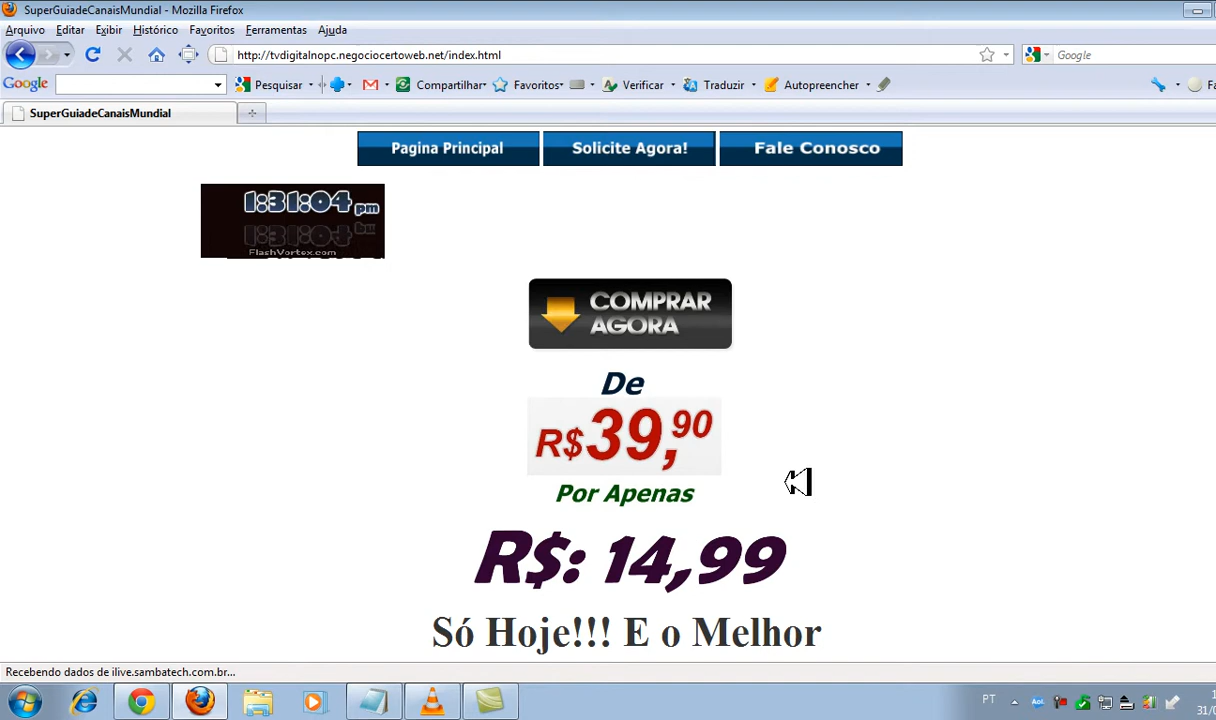 SuperGuiadeCanaisMundial - Mozilla Firefox
Arquivo Editar Exibir Histórico Favoritos Ferramentas Ajuda
http://tvdigitalnopc.negociocertoweb.net/index.html
Google
Google Pesquisar Compartilhar Favoritos Verificar Traduzir Autopreencher
SuperGuiadeCanaisMundial
Pagina Principal Solicite Agora! Fale Conosco
1:31:04 pm
FlashVortex.com
COMPRAR
AGORA
De
R$39,90
Por Apenas
R$: 14,99
Só Hoje!!! E o Melhor
Recebendo dados de ilive.sambatech.com.br...
PT